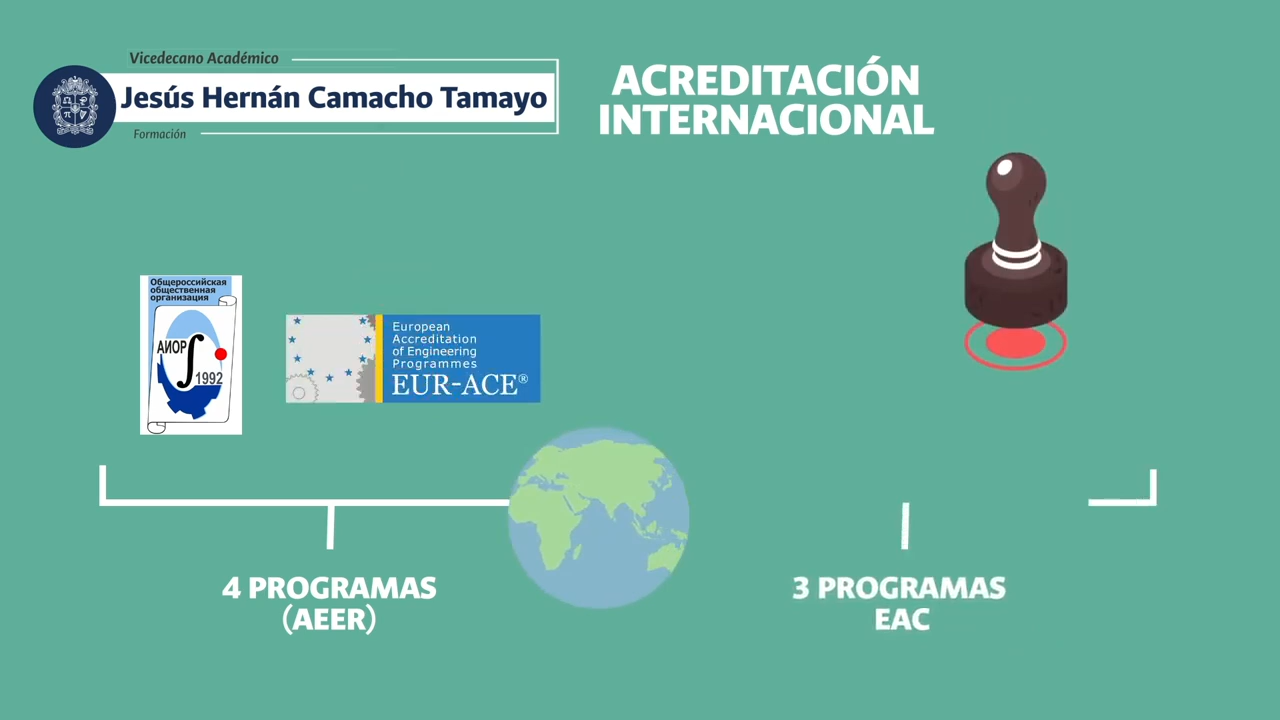 Vicedecano Académico
Jesús Hernán Camacho Tamayo
Formación
ACREDITACIÓN
INTERNACIONAL
Общероссийская
общественная
организация
АИОР
1992
European
Accreditation
of Engineering
Programmes
EUR-ACE®
4 PROGRAMAS
(AEER)
3 PROGRAMAS
EAC